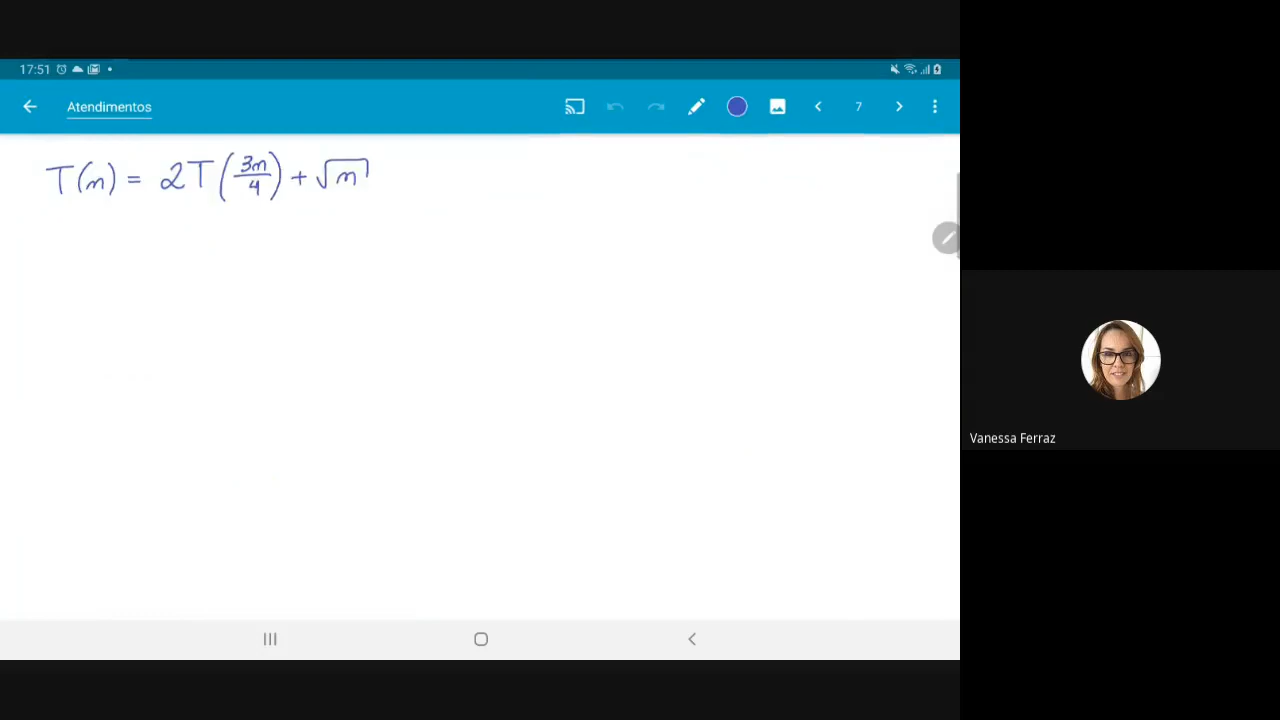 17:51
Atendimentos
7
T(n) = 2T(3n/4) + √n
Vanessa Ferraz